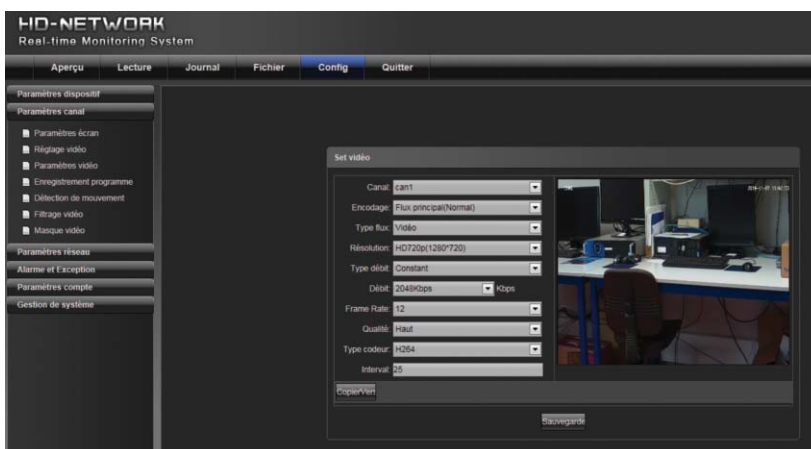 HD-NETWORK
Real-time Monitoring System
Aperçu Lecture Journal Fichier Config Quitter
Paramètres dispositif
Paramètres canal
Paramètres écran
Réglage vidéo
Paramètres vidéo
Enregistrement programme
Détection de mouvement
Filtrage vidéo
Masque vidéo
Paramètres réseau
Alarme et Exception
Paramètres compte
Gestion de système
Set vidéo
Canal: can1
Encodage: Flux principal(Normal)
Type flux: Vidéo
Résolution: HD720p(1280*720)
Type débit: Constant
Débit: 2048Kbps Kbps
Frame Rate: 12
Qualité: Haut
Type codeur: H264
Interval: 25
CopierVert
Sauvegarde